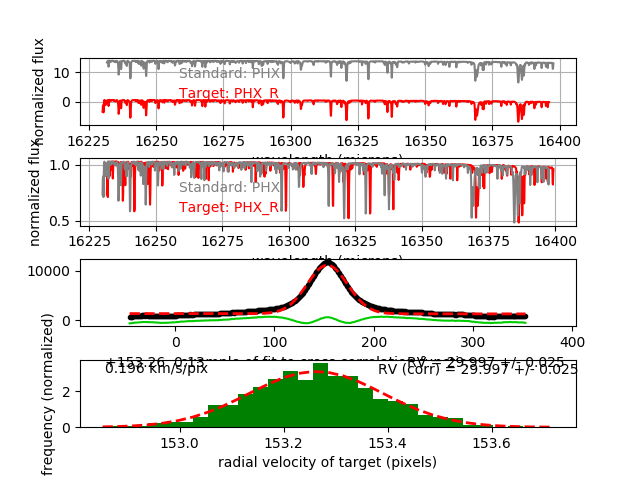 normalized flux
10
0
Standard: PHX
Target: PHX_R
16225 16250 16275 16300 16325 16350 16375 16400
normalized flux
1.0
0.5
Standard: PHX
Target: PHX_R
16225 16250 16275 16300 16325 16350 16375 16400
10000
0
0 100 200 300 400
+153.26 0.13
0.196 km/s/pix
RV = 29.997 +/- 0.025
RV (corr) = 29.997 +/- 0.025
frequency (normalized)
2
0
153.0 153.2 153.4 153.6
radial velocity of target (pixels)